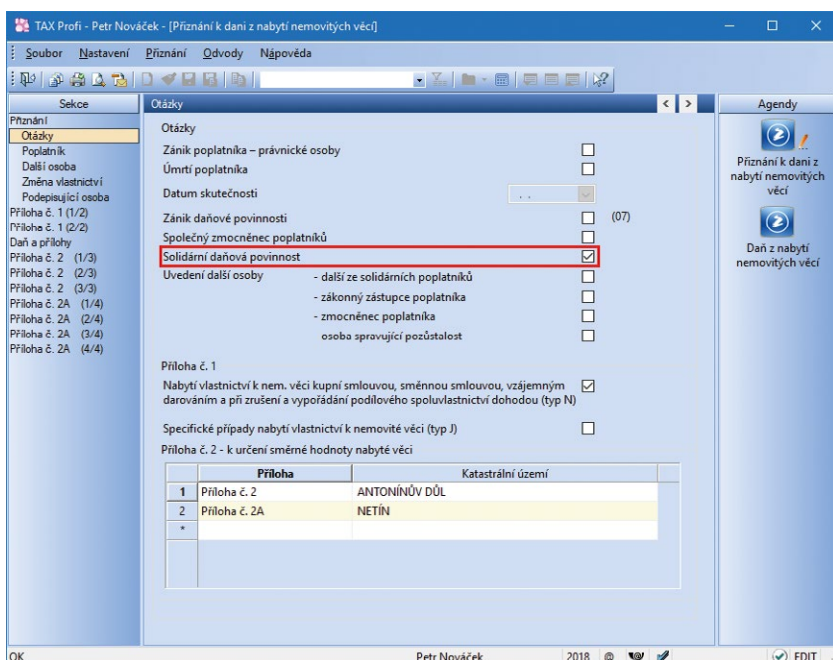 TAX Profi - Petr Nováček - [Přiznání k dani z nabytí nemovitých věcí]
Soubor Nastavení Přiznání Odvody Nápověda
Sekce
Přiznání
Otázky
Poplatník
Další osoba
Změna vlastnictví
Podepisující osoba
Příloha č. 1 (1/2)
Příloha č. 1 (2/2)
Daň a přílohy
Příloha č. 2 (1/3)
Příloha č. 2 (2/3)
Příloha č. 2 (3/3)
Příloha č. 2A (1/4)
Příloha č. 2A (2/4)
Příloha č. 2A (3/4)
Příloha č. 2A (4/4)
Otázky
Otázky
Zánik poplatníka – právnické osoby
Úmrtí poplatníka
Datum skutečnosti . .
Zánik daňové povinnosti (07)
Společný zmocněnec poplatníků
Solidární daňová povinnost
Uvedení další osoby - další ze solidárních poplatníků
- zákonný zástupce poplatníka
- zmocněnec poplatníka
osoba spravující pozůstalost
Příloha č. 1
Nabytí vlastnictví k nem. věci kupní smlouvou, směnnou smlouvou, vzájemným
darováním a při zrušení a vypořádání podílového spoluvlastnictví dohodou (typ N)
Specifické případy nabytí vlastnictví k nemovité věci (typ J)
Příloha č. 2 - k určení směrné hodnoty nabyté věci
Příloha Katastrální území
1 Příloha č. 2 ANTONÍNŮV DŮL
2 Příloha č. 2A NETÍN
*
Agendy
Přiznání k dani z
nabytí nemovitých
věcí
Daň z nabytí
nemovitých věcí
OK Petr Nováček 2018 @ EDIT